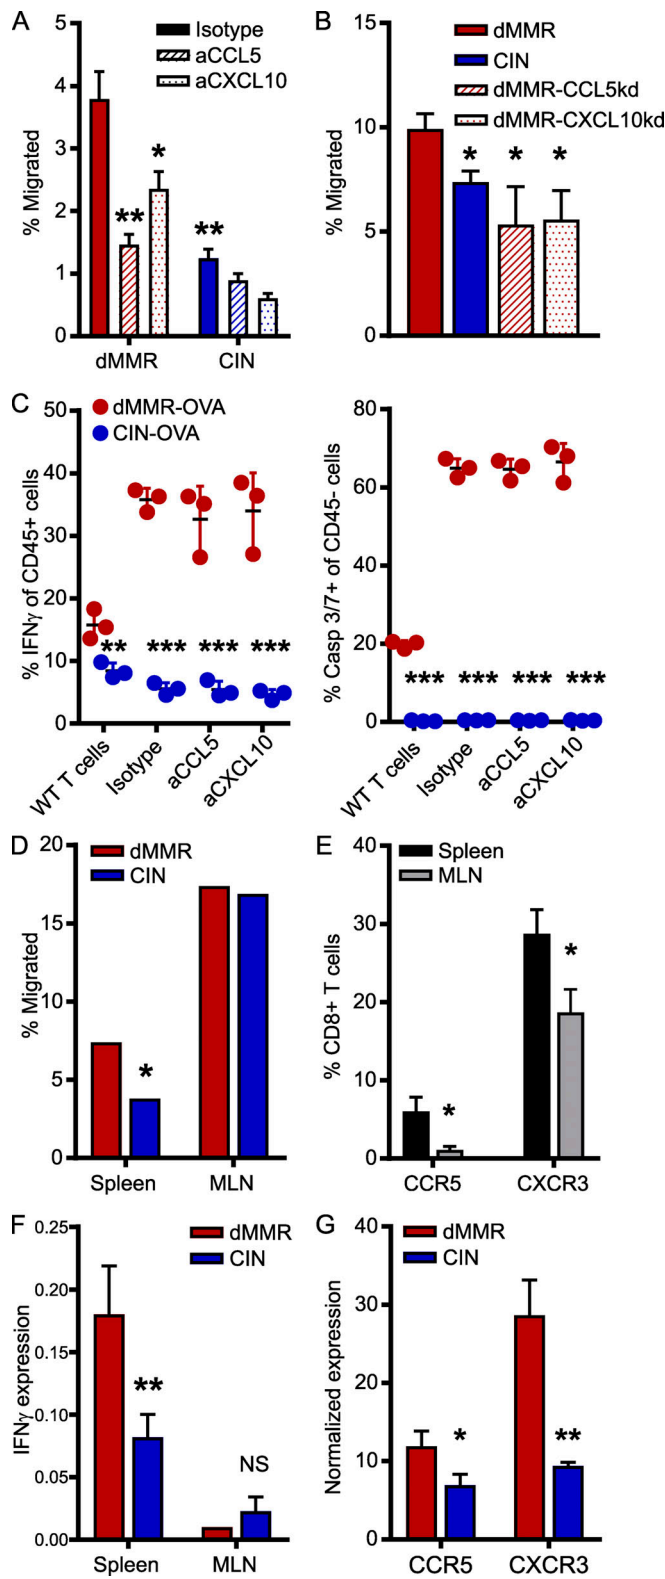 A
Isotype
aCCL5
aCXCL10
% Migrated
5
4
3
2
1
0
**
*
**
dMMR
CIN
B
dMMR
CIN
dMMR-CCL5kd
dMMR-CXCL10kd
% Migrated
15
10
5
0
*
*
*
C
dMMR-OVA
CIN-OVA
% IFNγ of CD45+ cells
50
40
30
20
10
0
**
***
***
***
WT T cells
Isotype
aCCL5
aCXCL10
% Casp 3/7+ of CD45- cells
80
60
40
20
0
***
***
***
***
WT T cells
Isotype
aCCL5
aCXCL10
D
dMMR
CIN
% Migrated
20
15
10
5
0
*
Spleen
MLN
E
Spleen
MLN
% CD8+ T cells
40
30
20
10
0
*
*
CCR5
CXCR3
F
dMMR
CIN
IFNγ expression
0.25
0.20
0.15
0.10
0.05
0.00
**
NS
Spleen
MLN
G
dMMR
CIN
Normalized expression
40
30
20
10
0
*
**
CCR5
CXCR3